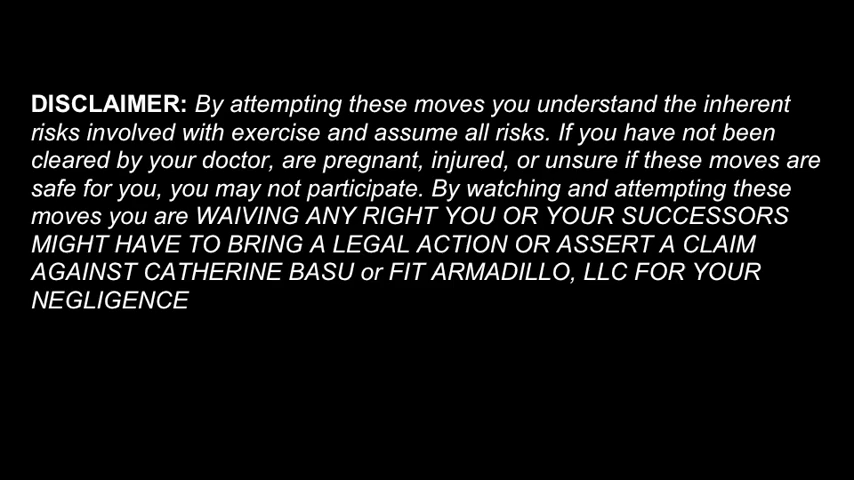 DISCLAIMER: By attempting these moves you understand the inherent
risks involved with exercise and assume all risks. If you have not been
cleared by your doctor, are pregnant, injured, or unsure if these moves are
safe for you, you may not participate. By watching and attempting these
moves you are WAIVING ANY RIGHT YOU OR YOUR SUCCESSORS
MIGHT HAVE TO BRING A LEGAL ACTION OR ASSERT A CLAIM
AGAINST CATHERINE BASU or FIT ARMADILLO, LLC FOR YOUR
NEGLIGENCE